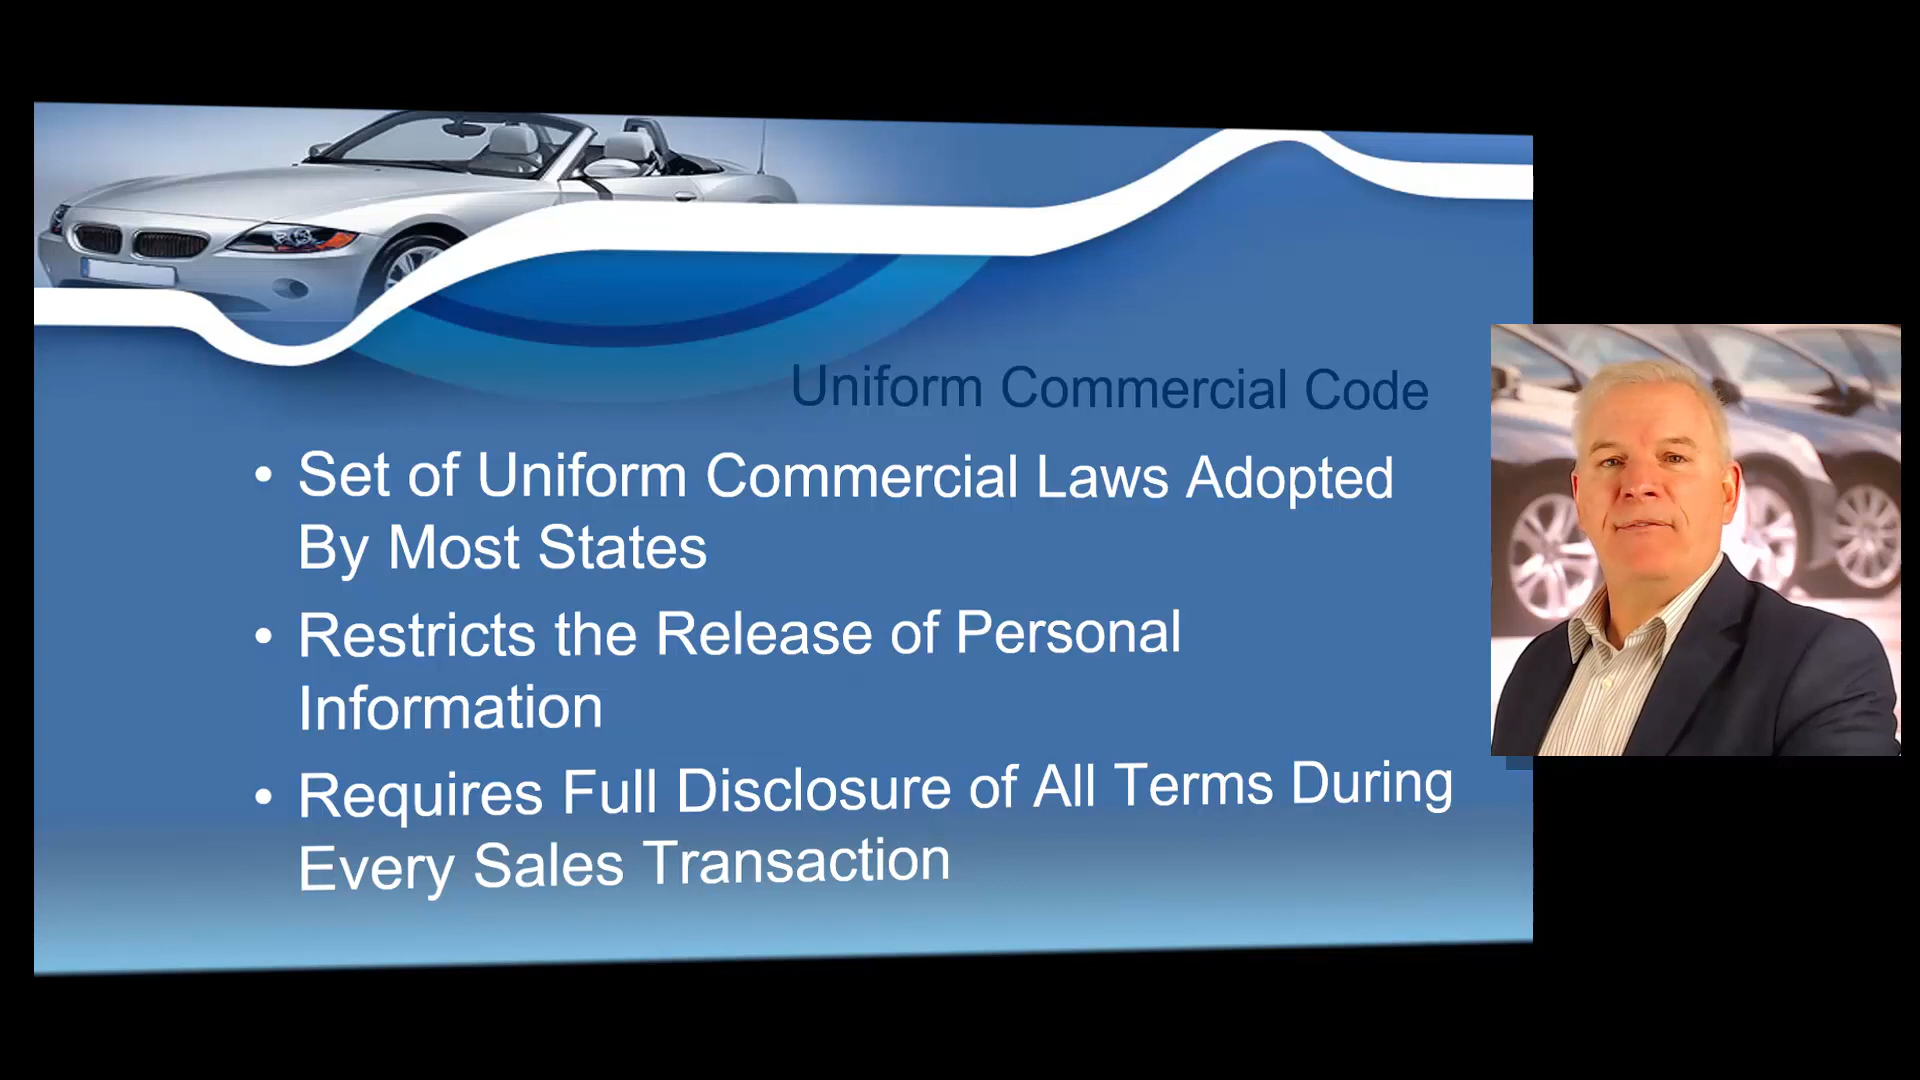 Uniform Commercial Code
• Set of Uniform Commercial Laws Adopted
By Most States
• Restricts the Release of Personal
Information
• Requires Full Disclosure of All Terms During
Every Sales Transaction